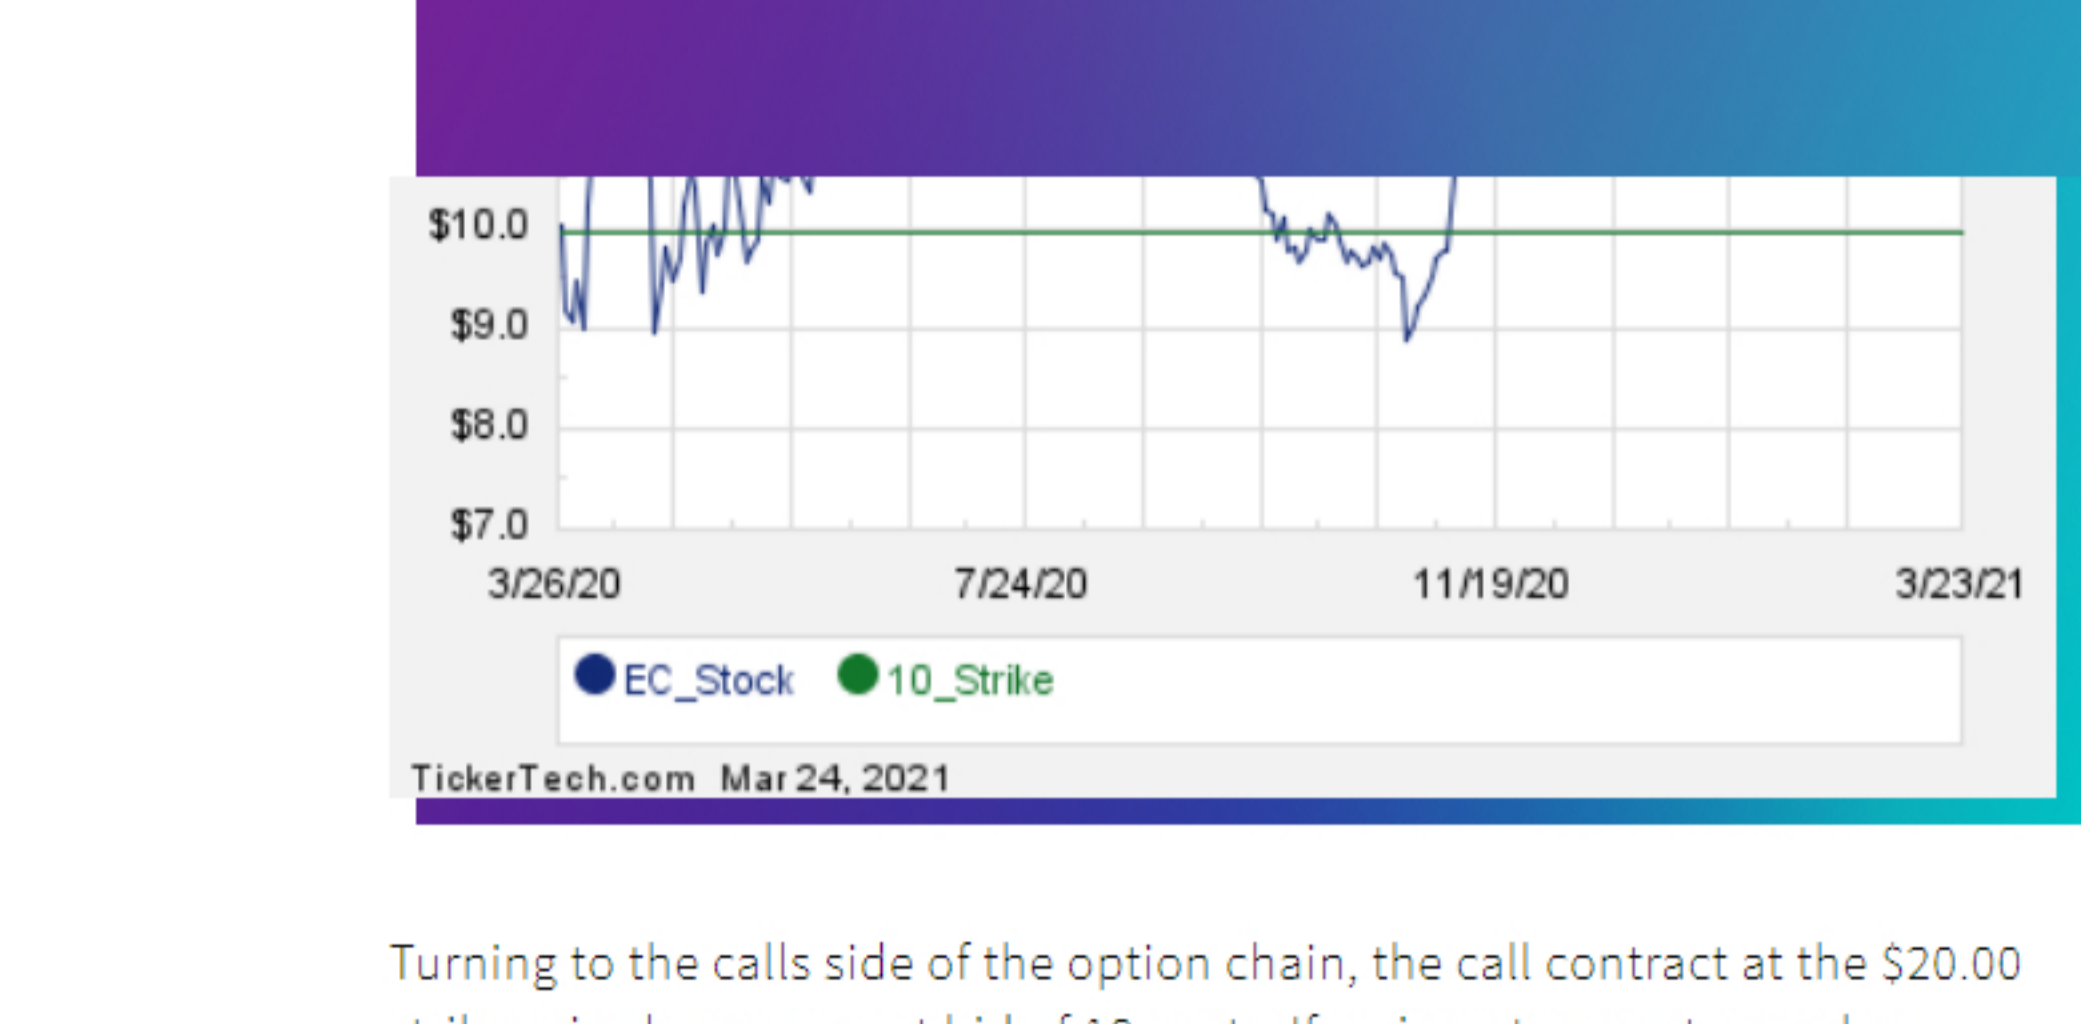 $10.0
$9.0
$8.0
$7.0
3/26/20 7/24/20 11/19/20 3/23/21
EC_Stock 10_Strike
TickerTech.com Mar 24, 2021
Turning to the calls side of the option chain, the call contract at the $20.00